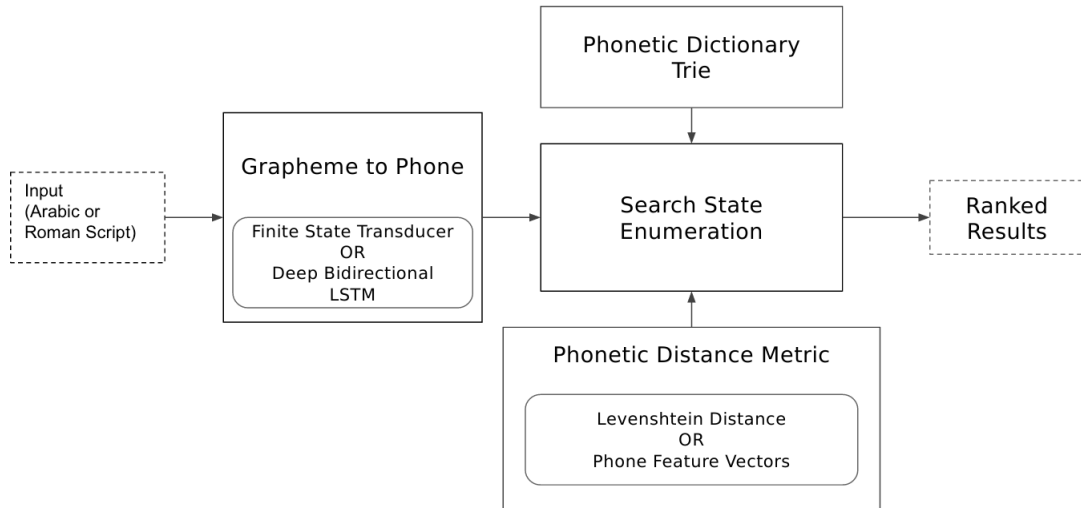 Input
(Arabic or
Roman Script)
Grapheme to Phone
Finite State Transducer
OR
Deep Bidirectional
LSTM
Phonetic Dictionary
Trie
Search State
Enumeration
Phonetic Distance Metric
Levenshtein Distance
OR
Phone Feature Vectors
Ranked
Results